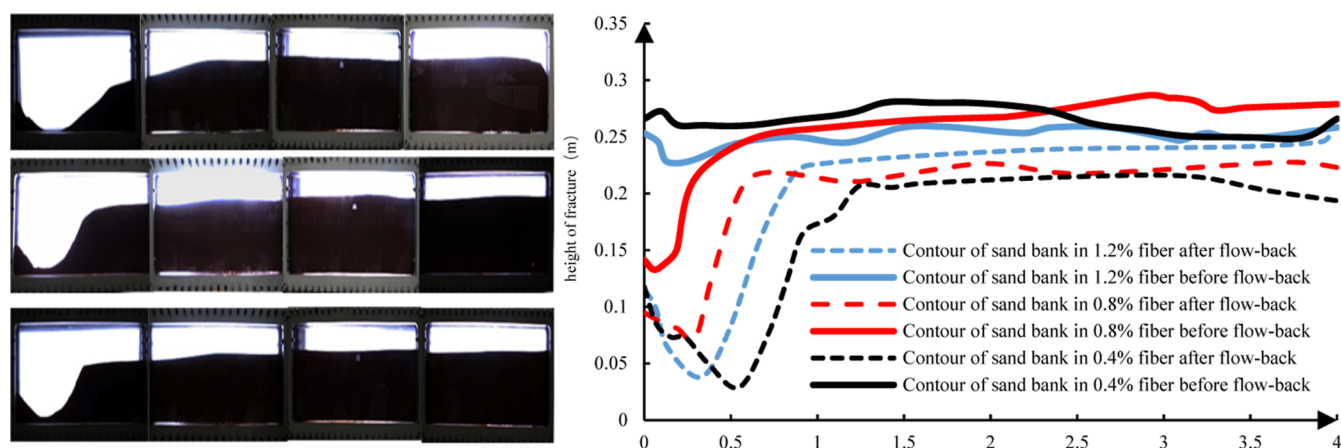 0.35
0.3
0.25
0.2
0.15
0.1
0.05
0
height of fracture (m)
Contour of sand bank in 1.2% fiber after flow-back
Contour of sand bank in 1.2% fiber before flow-back
Contour of sand bank in 0.8% fiber after flow-back
Contour of sand bank in 0.8% fiber before flow-back
Contour of sand bank in 0.4% fiber after flow-back
Contour of sand bank in 0.4% fiber before flow-back
0 0.5 1 1.5 2 2.5 3 3.5 4